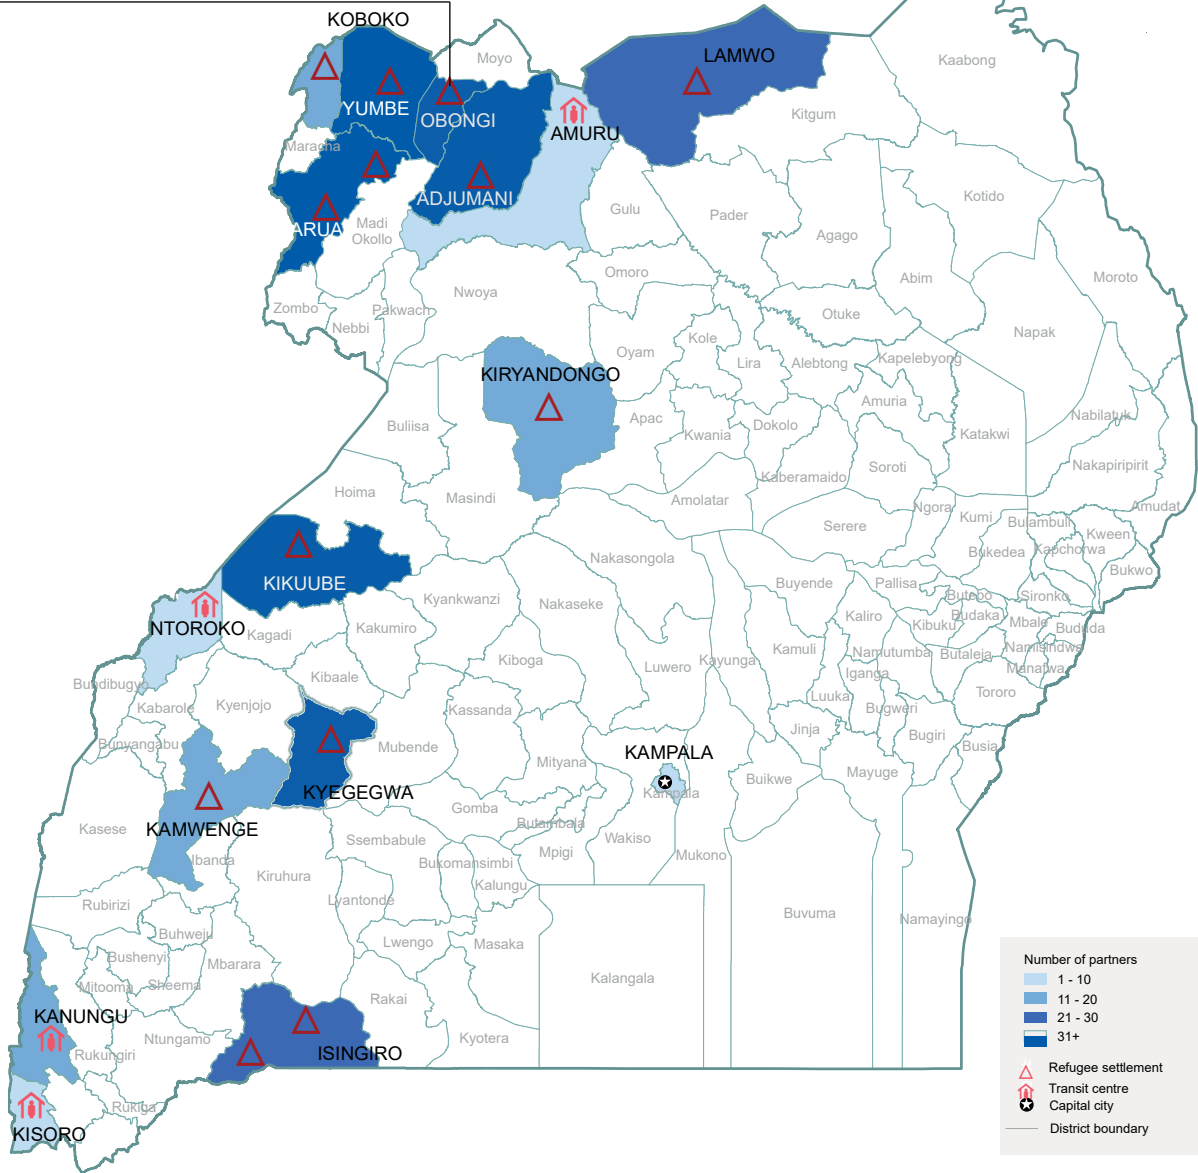 KOBOKO
Moyo
LAMWO
Kaabong
YUMBE
OBONGI
AMURU
Kitgum
Maracha
ADJUMANI
Kotido
ARUA
Madi
Okollo
Gulu
Pader
Agago
Omoro
Abim
Moroto
Nwoya
Zombo
Pakwach
Nebbi
Otuke
Napak
Kole
Oyam
Lira
Alebtong
Kapelebyong
KIRYANDONGO
Amuria
Nabilatuk
Buliisa
Apac
Kwania
Dokolo
Katakwi
Kaberamaido
Soroti
Nakapiripirit
Hoima
Masindi
Amolatar
Ngora
Amudat
Serere
Kumi
Bulambuli
Kween
Bukedea
Kapchorwa
Nakasongola
Bukwo
KIKUUBE
Buyende
Pallisa
Kyankwanzi
Nakaseke
Butebo
Sironko
NTOROKO
Kagadi
Kakumiro
Kaliro
Kibuku
Budaka
Mbale
Bududa
Kiboga
Luwero
Kayunga
Kamuli
Namutumba
Butaleja
Namisindwa
Manafwa
Iganga
Bundibugyo
Kibaale
Kabarole
Kyenjojo
Kassanda
Luuka
Bugweri
Tororo
Bunyangabu
Mubende
Jinja
Bugiri
Busia
KAMPALA
Mityana
Buikwe
Mayuge
KYEGEGWA
Kampala
Gomba
Butambala
Kasese
KAMWENGE
Ssembabule
Wakiso
Mpigi
Mukono
Ibanda
Kiruhura
Bukomansimbi
Kalungu
Rubirizi
Lyantonde
Buvuma
Namayingo
Buhweju
Lwengo
Masaka
Bushenyi
Mbarara
Mitooma
Sheema
Kalangala
Rakai
KANUNGU
Ntungamo
Kyotera
Rukungiri
ISINGIRO
Rukiga
KISORO
Number of partners
1 - 10
11 - 20
21 - 30
31+
Refugee settlement
Transit centre
Capital city
District boundary